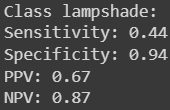 Class lampshade:
Sensitivity: 0.44
Specificity: 0.94
PPV: 0.67
NPV: 0.87